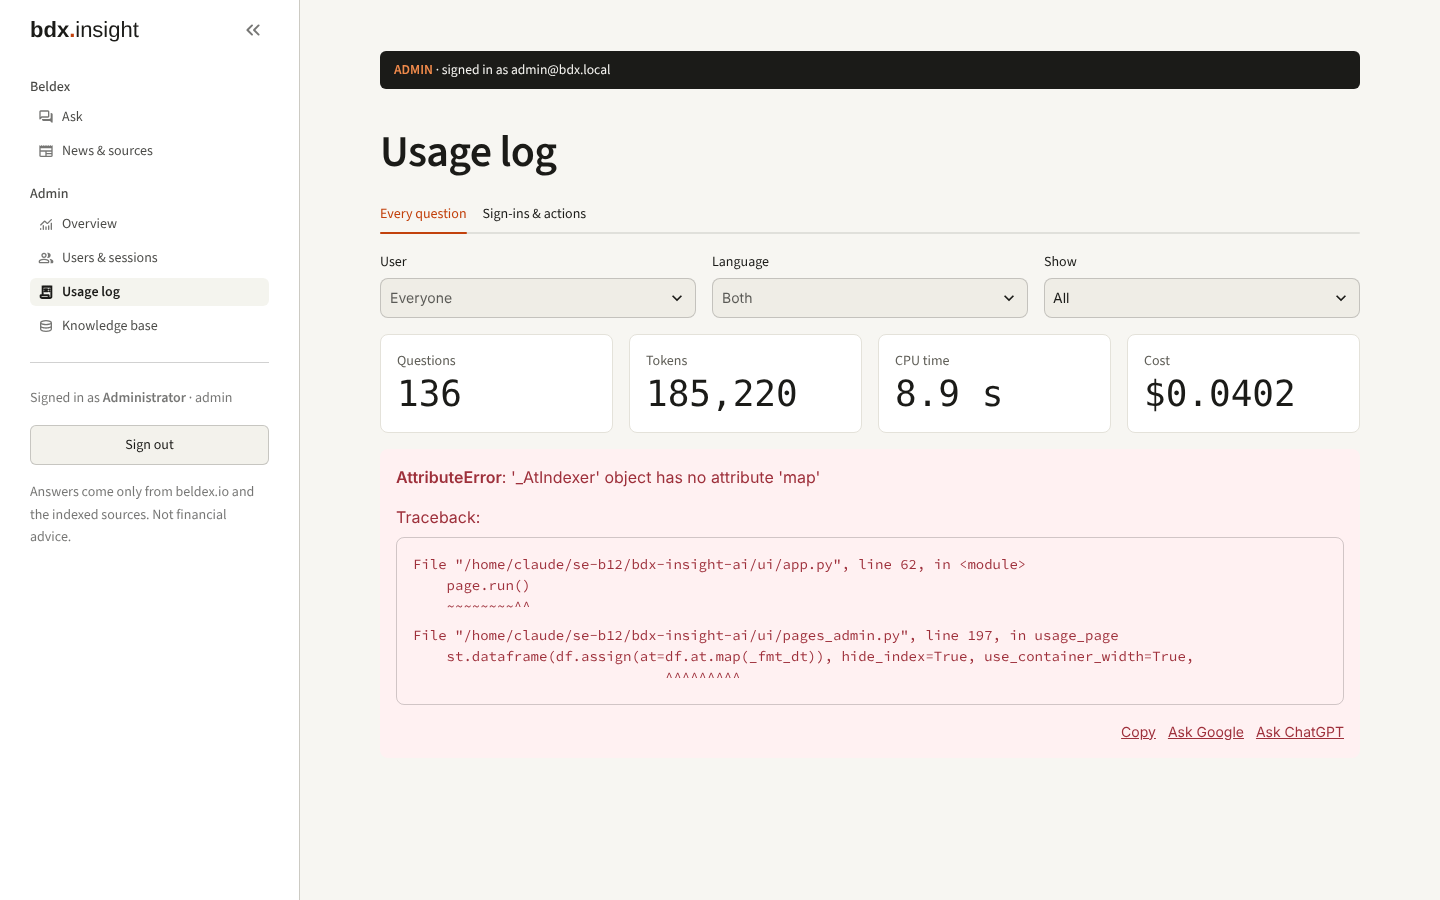 bdx.insight
Beldex
Ask
News & sources
Admin
Overview
Users & sessions
Usage log
Knowledge base
Signed in as Administrator · admin
Sign out
Answers come only from beldex.io and
the indexed sources. Not financial
advice.
ADMIN · signed in as admin@bdx.local
Usage log
Every question Sign-ins & actions
User Language Show
Everyone Both All
Questions Tokens CPU time Cost
136 185,220 8.9 s $0.0402
AttributeError: '_AtIndexer' object has no attribute 'map'
Traceback:
File "/home/claude/se-b12/bdx-insight-ai/ui/app.py", line 62, in <module>
    page.run()
    ~~~~~~~~^^
File "/home/claude/se-b12/bdx-insight-ai/ui/pages_admin.py", line 197, in usage_page
    st.dataframe(df.assign(at=df.at.map(_fmt_dt)), hide_index=True, use_container_width=True,
                              ^^^^^^^^^
Copy Ask Google Ask ChatGPT